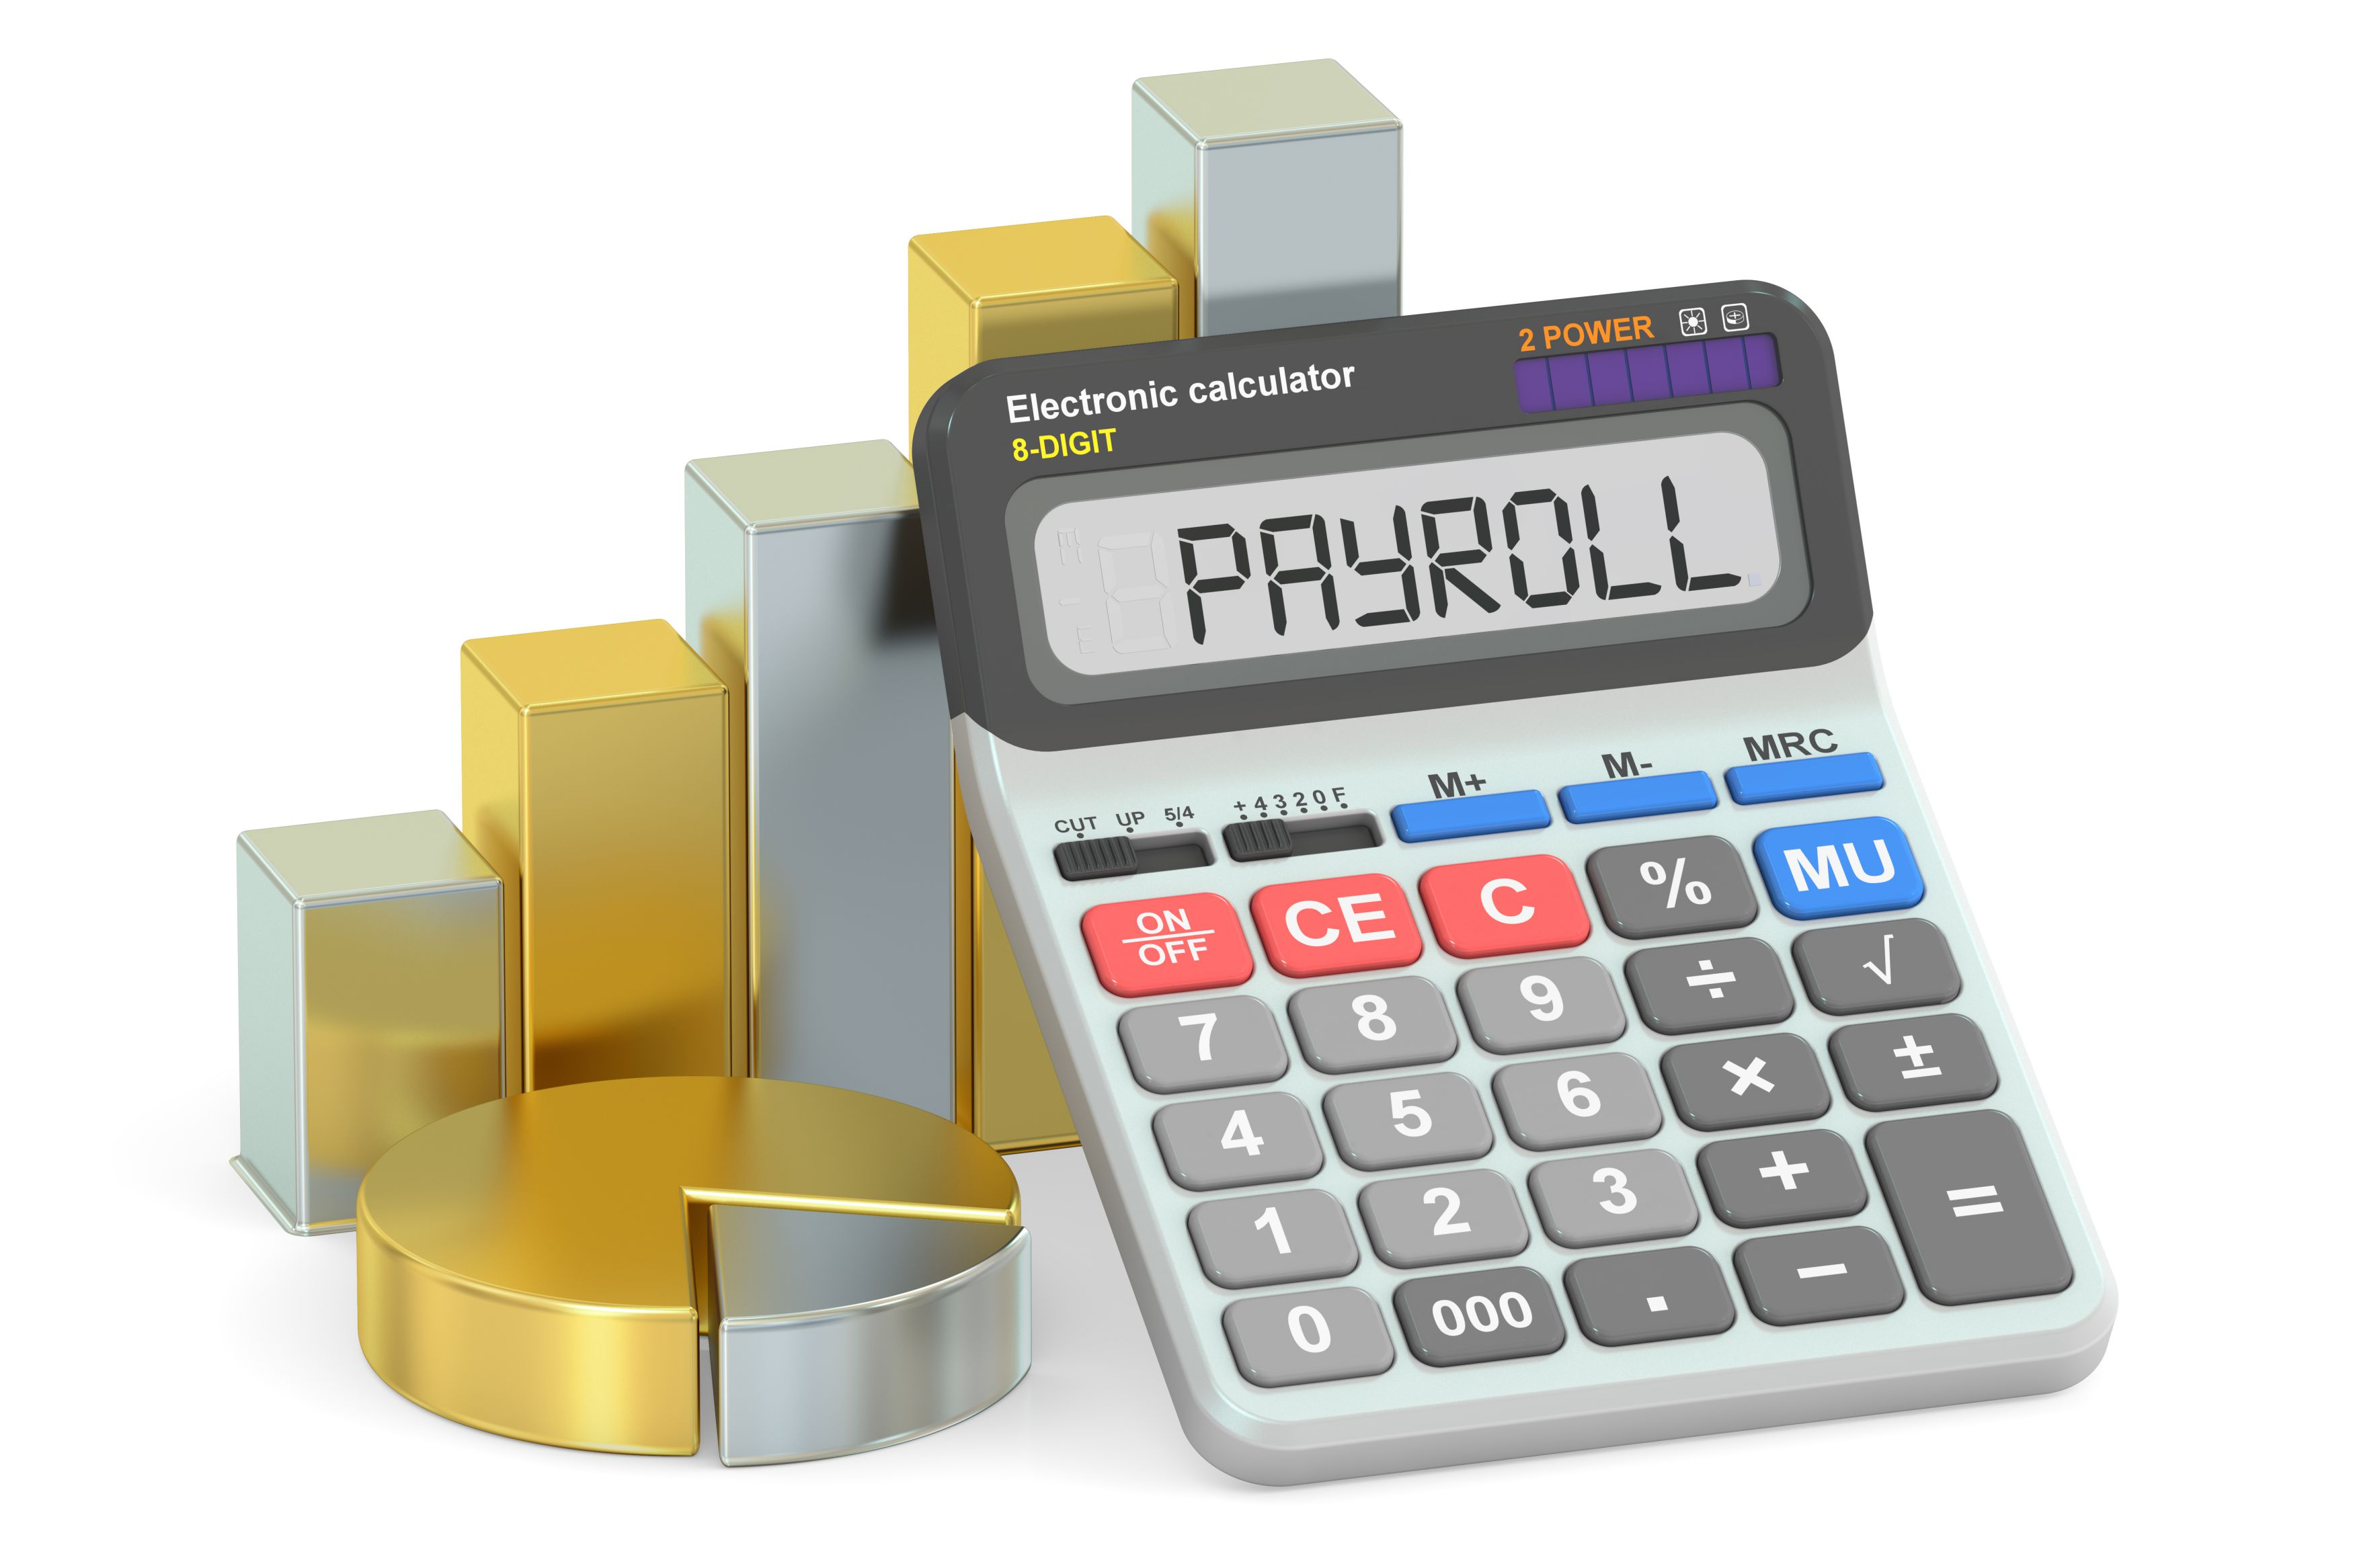 2 POWER
Electronic calculator
8-DIGIT
PAYROLL
M+ M- MRC
CUT UP 5/4 + 4 3 2 0 F
ON
OFF
CE C % MU
7 8 9 ÷ √
4 5 6 × ±
1 2 3 + =
0 000 . −